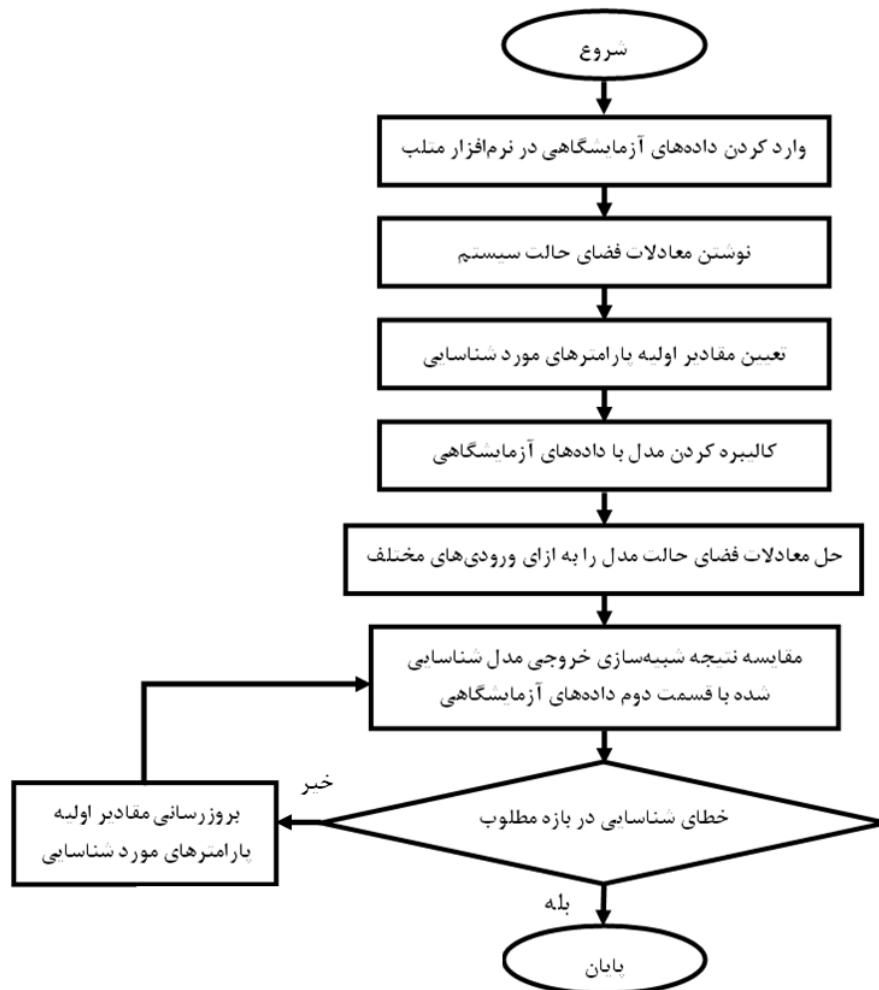 شروع
وارد کردن داده‌های آزمایشگاهی در نرم‌افزار متلب
نوشتن معادلات فضای حالت سیستم
تعیین مقادیر اولیه پارامترهای مورد شناسایی
کالیبره کردن مدل با داده‌های آزمایشگاهی
حل معادلات فضای حالت مدل را به ازای ورودی‌های مختلف
مقایسه نتیجه شبیه‌سازی خروجی مدل شناسایی
شده با قسمت دوم داده‌های آزمایشگاهی
خطای شناسایی در بازه مطلوب
خیر
بروزرسانی مقادیر اولیه
پارامترهای مورد شناسایی
بله
پایان